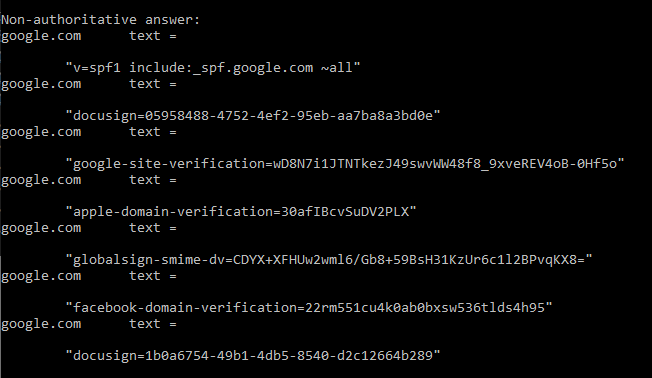 Non-authoritative answer:
google.com text =
"v=spf1 include:_spf.google.com ~all"
google.com text =
"docusign=05958488-4752-4ef2-95eb-aa7ba8a3bd0e"
google.com text =
"google-site-verification=wD8N7i1JTNTkezJ49swvWW48f8_9xveREV4oB-0Hf5o"
google.com text =
"apple-domain-verification=30afIBcvSuDV2PLX"
google.com text =
"globalsign-smime-dv=CDYX+XFHUw2wml6/Gb8+59BsH31KzUr6c1l2BPvqKX8="
google.com text =
"facebook-domain-verification=22rm551cu4k0ab0bxsw536tlds4h95"
google.com text =
"docusign=1b0a6754-49b1-4db5-8540-d2c12664b289"